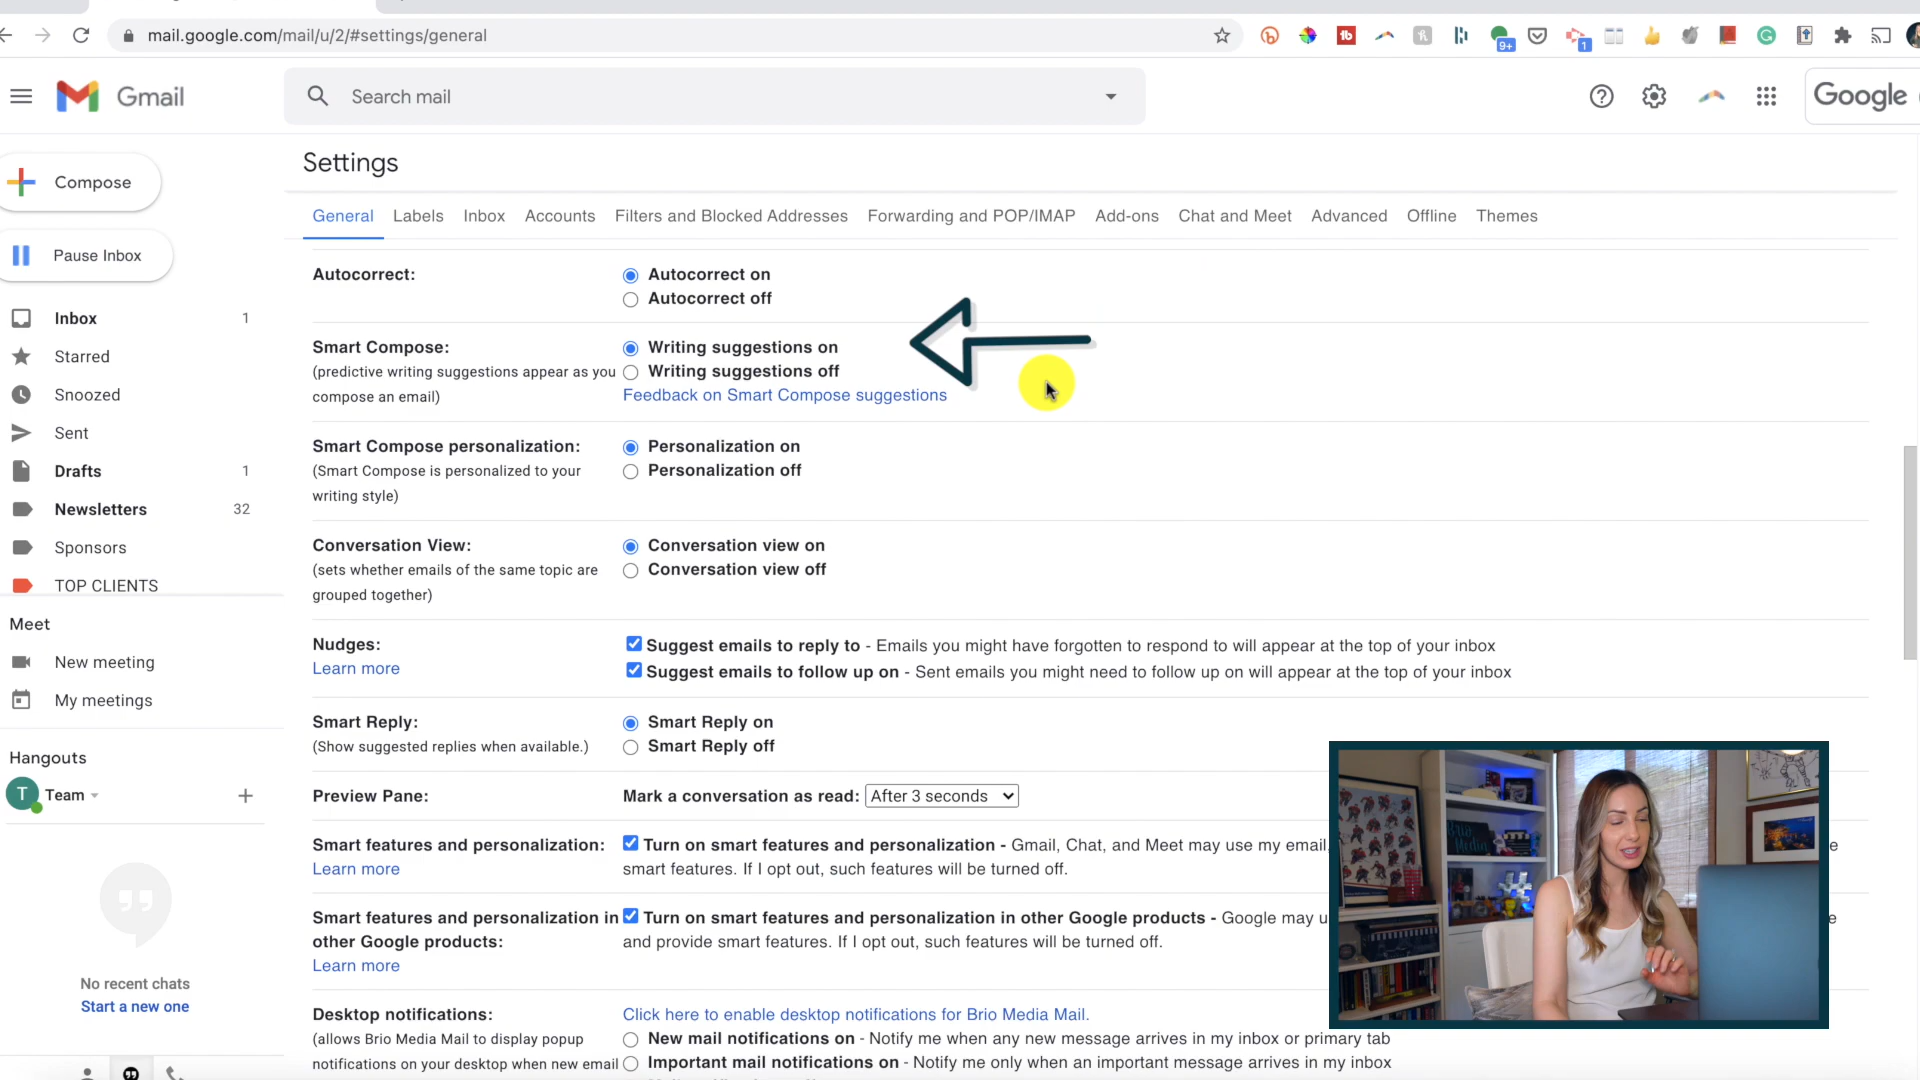 mail.google.com/mail/u/2/#settings/general
9+
1
Gmail
Search mail
Google
Compose
Pause Inbox
Inbox 1
Starred
Snoozed
Sent
Drafts 1
Newsletters 32
Sponsors
TOP CLIENTS
Meet
New meeting
My meetings
Hangouts
T Team
No recent chats
Start a new one
Settings
General Labels Inbox Accounts Filters and Blocked Addresses Forwarding and POP/IMAP Add-ons Chat and Meet Advanced Offline Themes
Autocorrect: Autocorrect on
Autocorrect off
Smart Compose: Writing suggestions on
(predictive writing suggestions appear as you Writing suggestions off
compose an email) Feedback on Smart Compose suggestions
Smart Compose personalization: Personalization on
(Smart Compose is personalized to your Personalization off
writing style)
Conversation View: Conversation view on
(sets whether emails of the same topic are Conversation view off
grouped together)
Nudges: Suggest emails to reply to - Emails you might have forgotten to respond to will appear at the top of your inbox
Learn more Suggest emails to follow up on - Sent emails you might need to follow up on will appear at the top of your inbox
Smart Reply: Smart Reply on
(Show suggested replies when available.) Smart Reply off
Preview Pane: Mark a conversation as read: After 3 seconds
Smart features and personalization: Turn on smart features and personalization - Gmail, Chat, and Meet may use my email,
Learn more smart features. If I opt out, such features will be turned off.
Smart features and personalization in Turn on smart features and personalization in other Google products - Google may u
other Google products: and provide smart features. If I opt out, such features will be turned off.
Learn more
Desktop notifications: Click here to enable desktop notifications for Brio Media Mail.
(allows Brio Media Mail to display popup New mail notifications on - Notify me when any new message arrives in my inbox or primary tab
notifications on your desktop when new email Important mail notifications on - Notify me only when an important message arrives in my inbox
Brio
Media